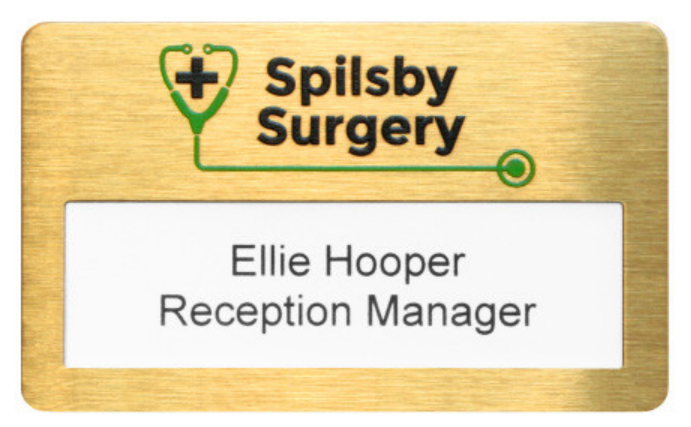 Spilsby
Surgery
Ellie Hooper
Reception Manager